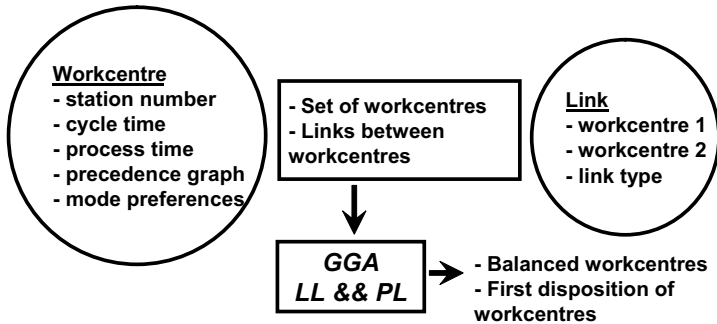 Workcentre
- station number
- cycle time
- process time
- precedence graph
- mode preferences
- Set of workcentres
- Links between
workcentres
Link
- workcentre 1
- workcentre 2
- link type
GGA
LL && PL
- Balanced workcentres
- First disposition of
workcentres